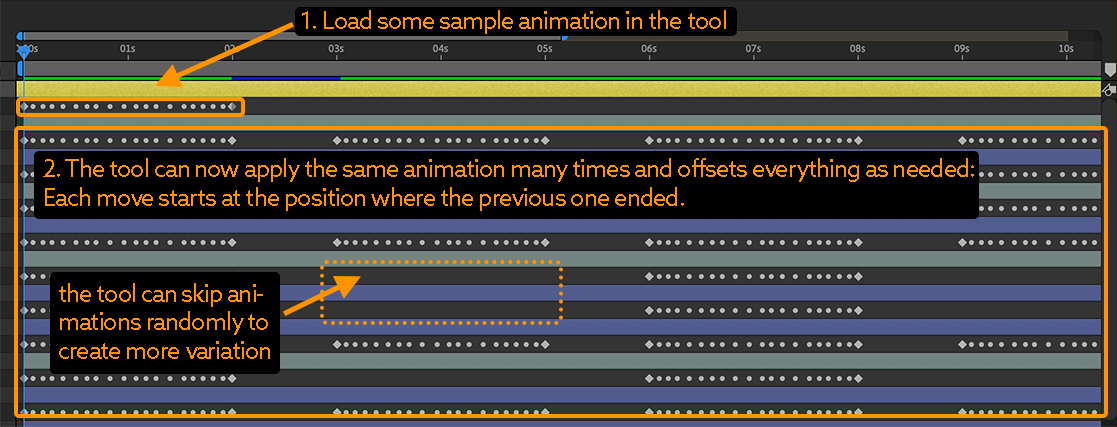 1. Load some sample animation in the tool
00s 01s 02 03s 04s 05s 06s 07s 08s 09s 10s
2. The tool can now apply the same animation many times and offsets everything as needed:
Each move starts at the position where the previous one ended.
the tool can skip ani-
mations randomly to
create more variation